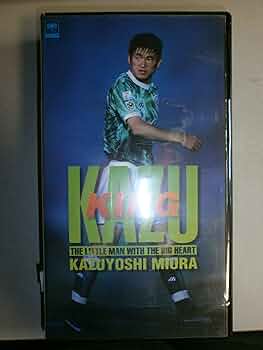 KAZU
KING
THE LITTLE MAN WITH THE BIG HEART
KAZUYOSHI MIURA